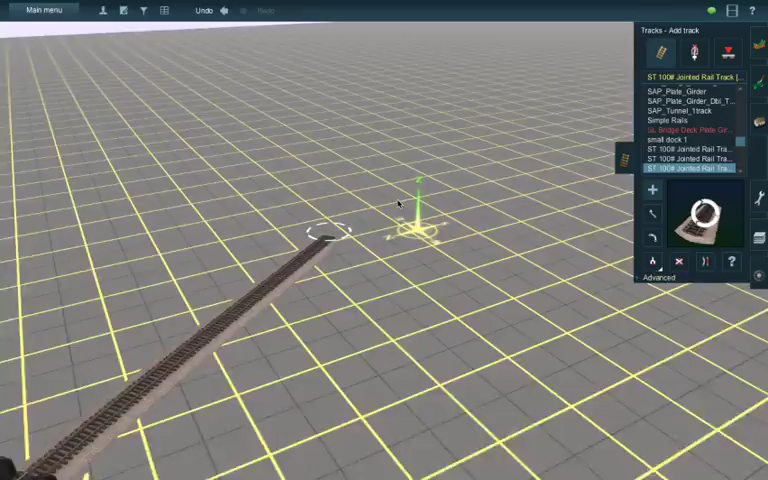 Main menu
Undo
Redo
?
Tracks - Add track
ST 100# Jointed Rail Track [...
SAP_Plate_Girder
SAP_Plate_Girder_Dbl_T...
SAP_Tunnel_1track
Simple Rails
SL Bridge Deck Plate Gir...
small dock 1
ST 100# Jointed Rail Tra...
ST 100# Jointed Rail Tra...
ST 100# Jointed Rail Tra...
?
Advanced